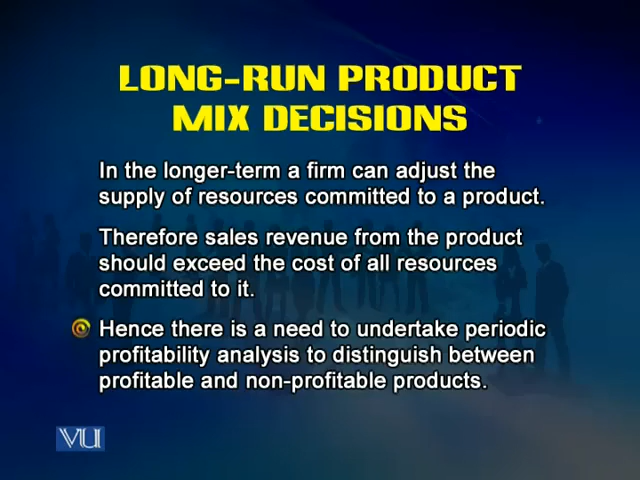 LONG-RUN PRODUCT
MIX DECISIONS
In the longer-term a firm can adjust the
supply of resources committed to a product.
Therefore sales revenue from the product
should exceed the cost of all resources
committed to it.
Hence there is a need to undertake periodic
profitability analysis to distinguish between
profitable and non-profitable products.
VU